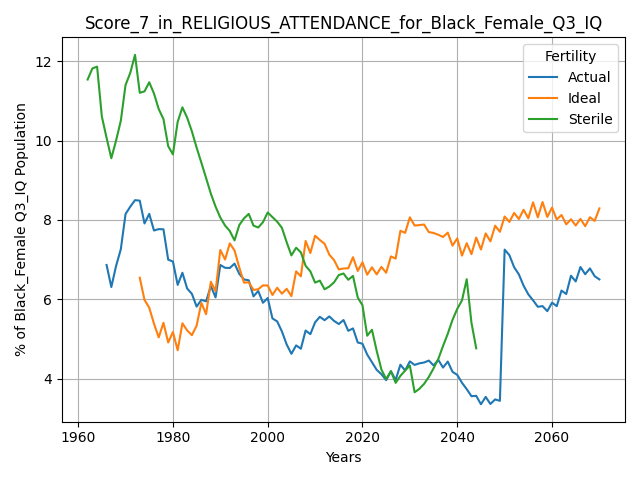 Score_7_in_RELIGIOUS_ATTENDANCE_for_Black_Female_Q3_IQ
% of Black_Female Q3_IQ Population
12
10
8
6
4
Fertility
Actual
Ideal
Sterile
1960
1980
2000
2020
2040
2060
Years